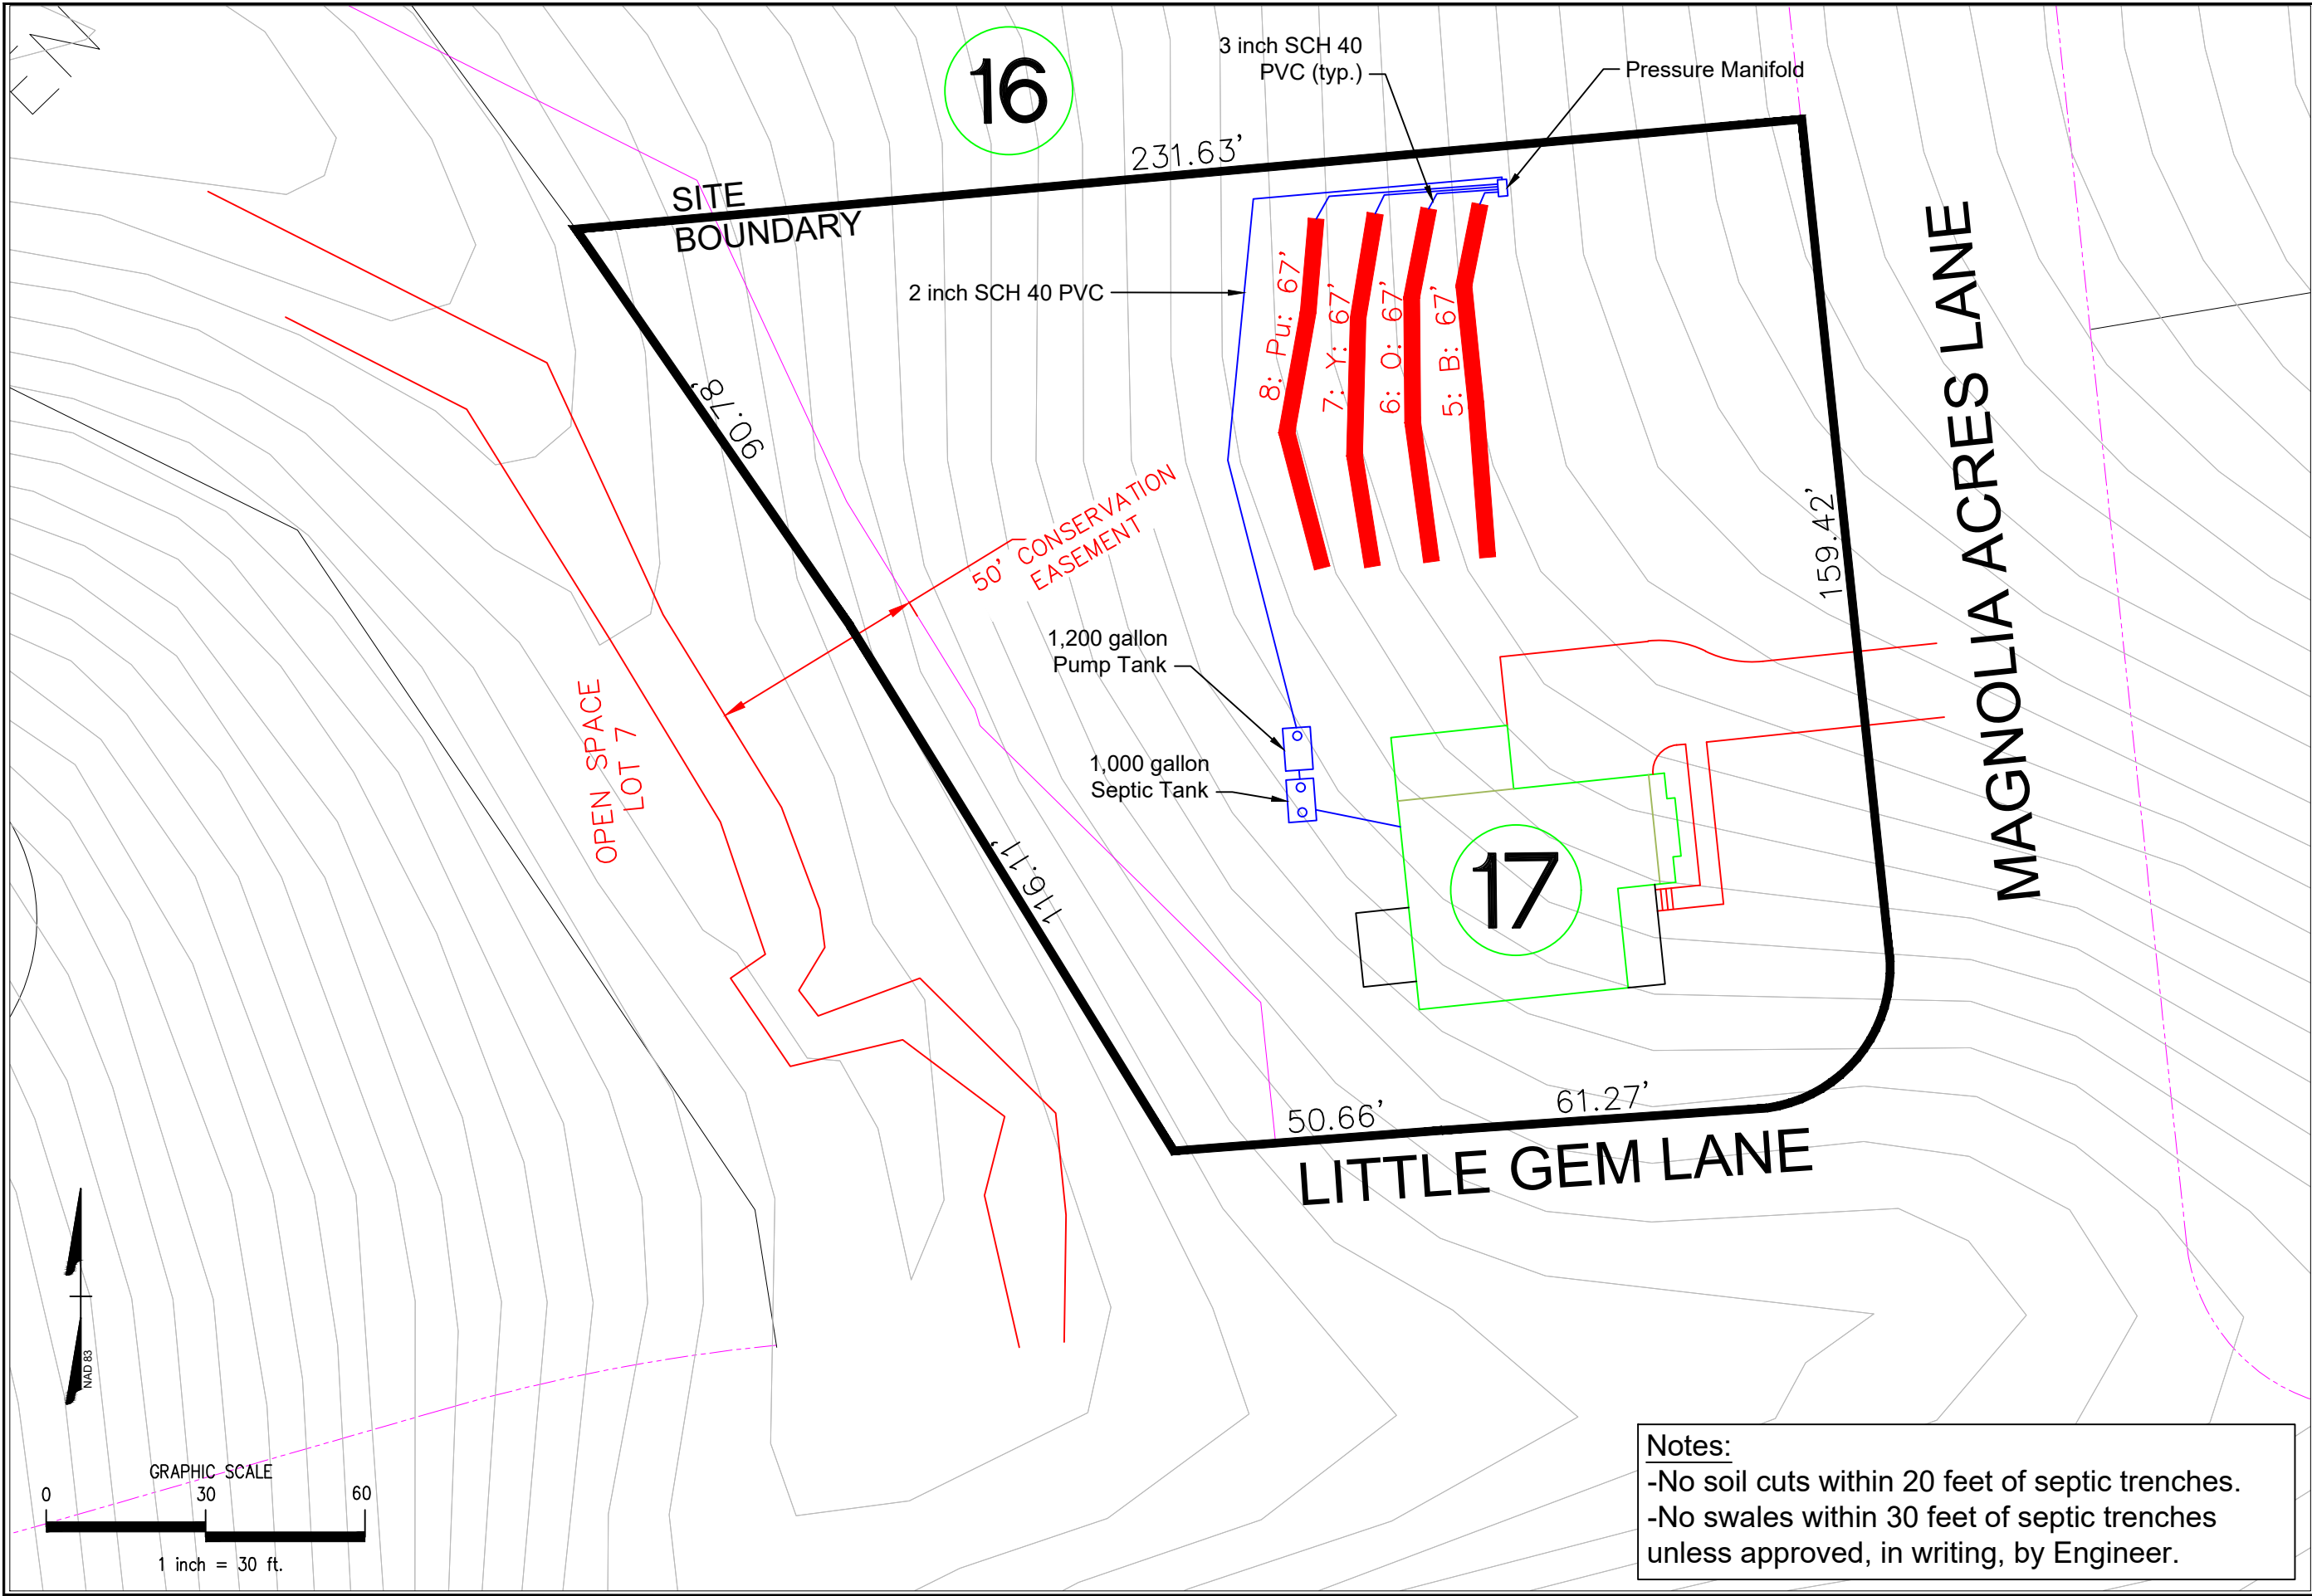 16
3 inch SCH 40
PVC (typ.)
Pressure Manifold
231.63'
SITE
BOUNDARY
2 inch SCH 40 PVC
8: Pu: 67'
7: Y: 67'
6: O: 67'
5: B: 67'
MAGNOLIA ACRES LANE
90.78'
159.42'
50' CONSERVATION
EASEMENT
1,200 gallon
Pump Tank
OPEN SPACE
LOT 7
1,000 gallon
Septic Tank
17
116.11'
50.66'
61.27'
LITTLE GEM LANE
NAD 83
GRAPHIC SCALE
0 30 60
1 inch = 30 ft.
Notes:
-No soil cuts within 20 feet of septic trenches.
-No swales within 30 feet of septic trenches
unless approved, in writing, by Engineer.